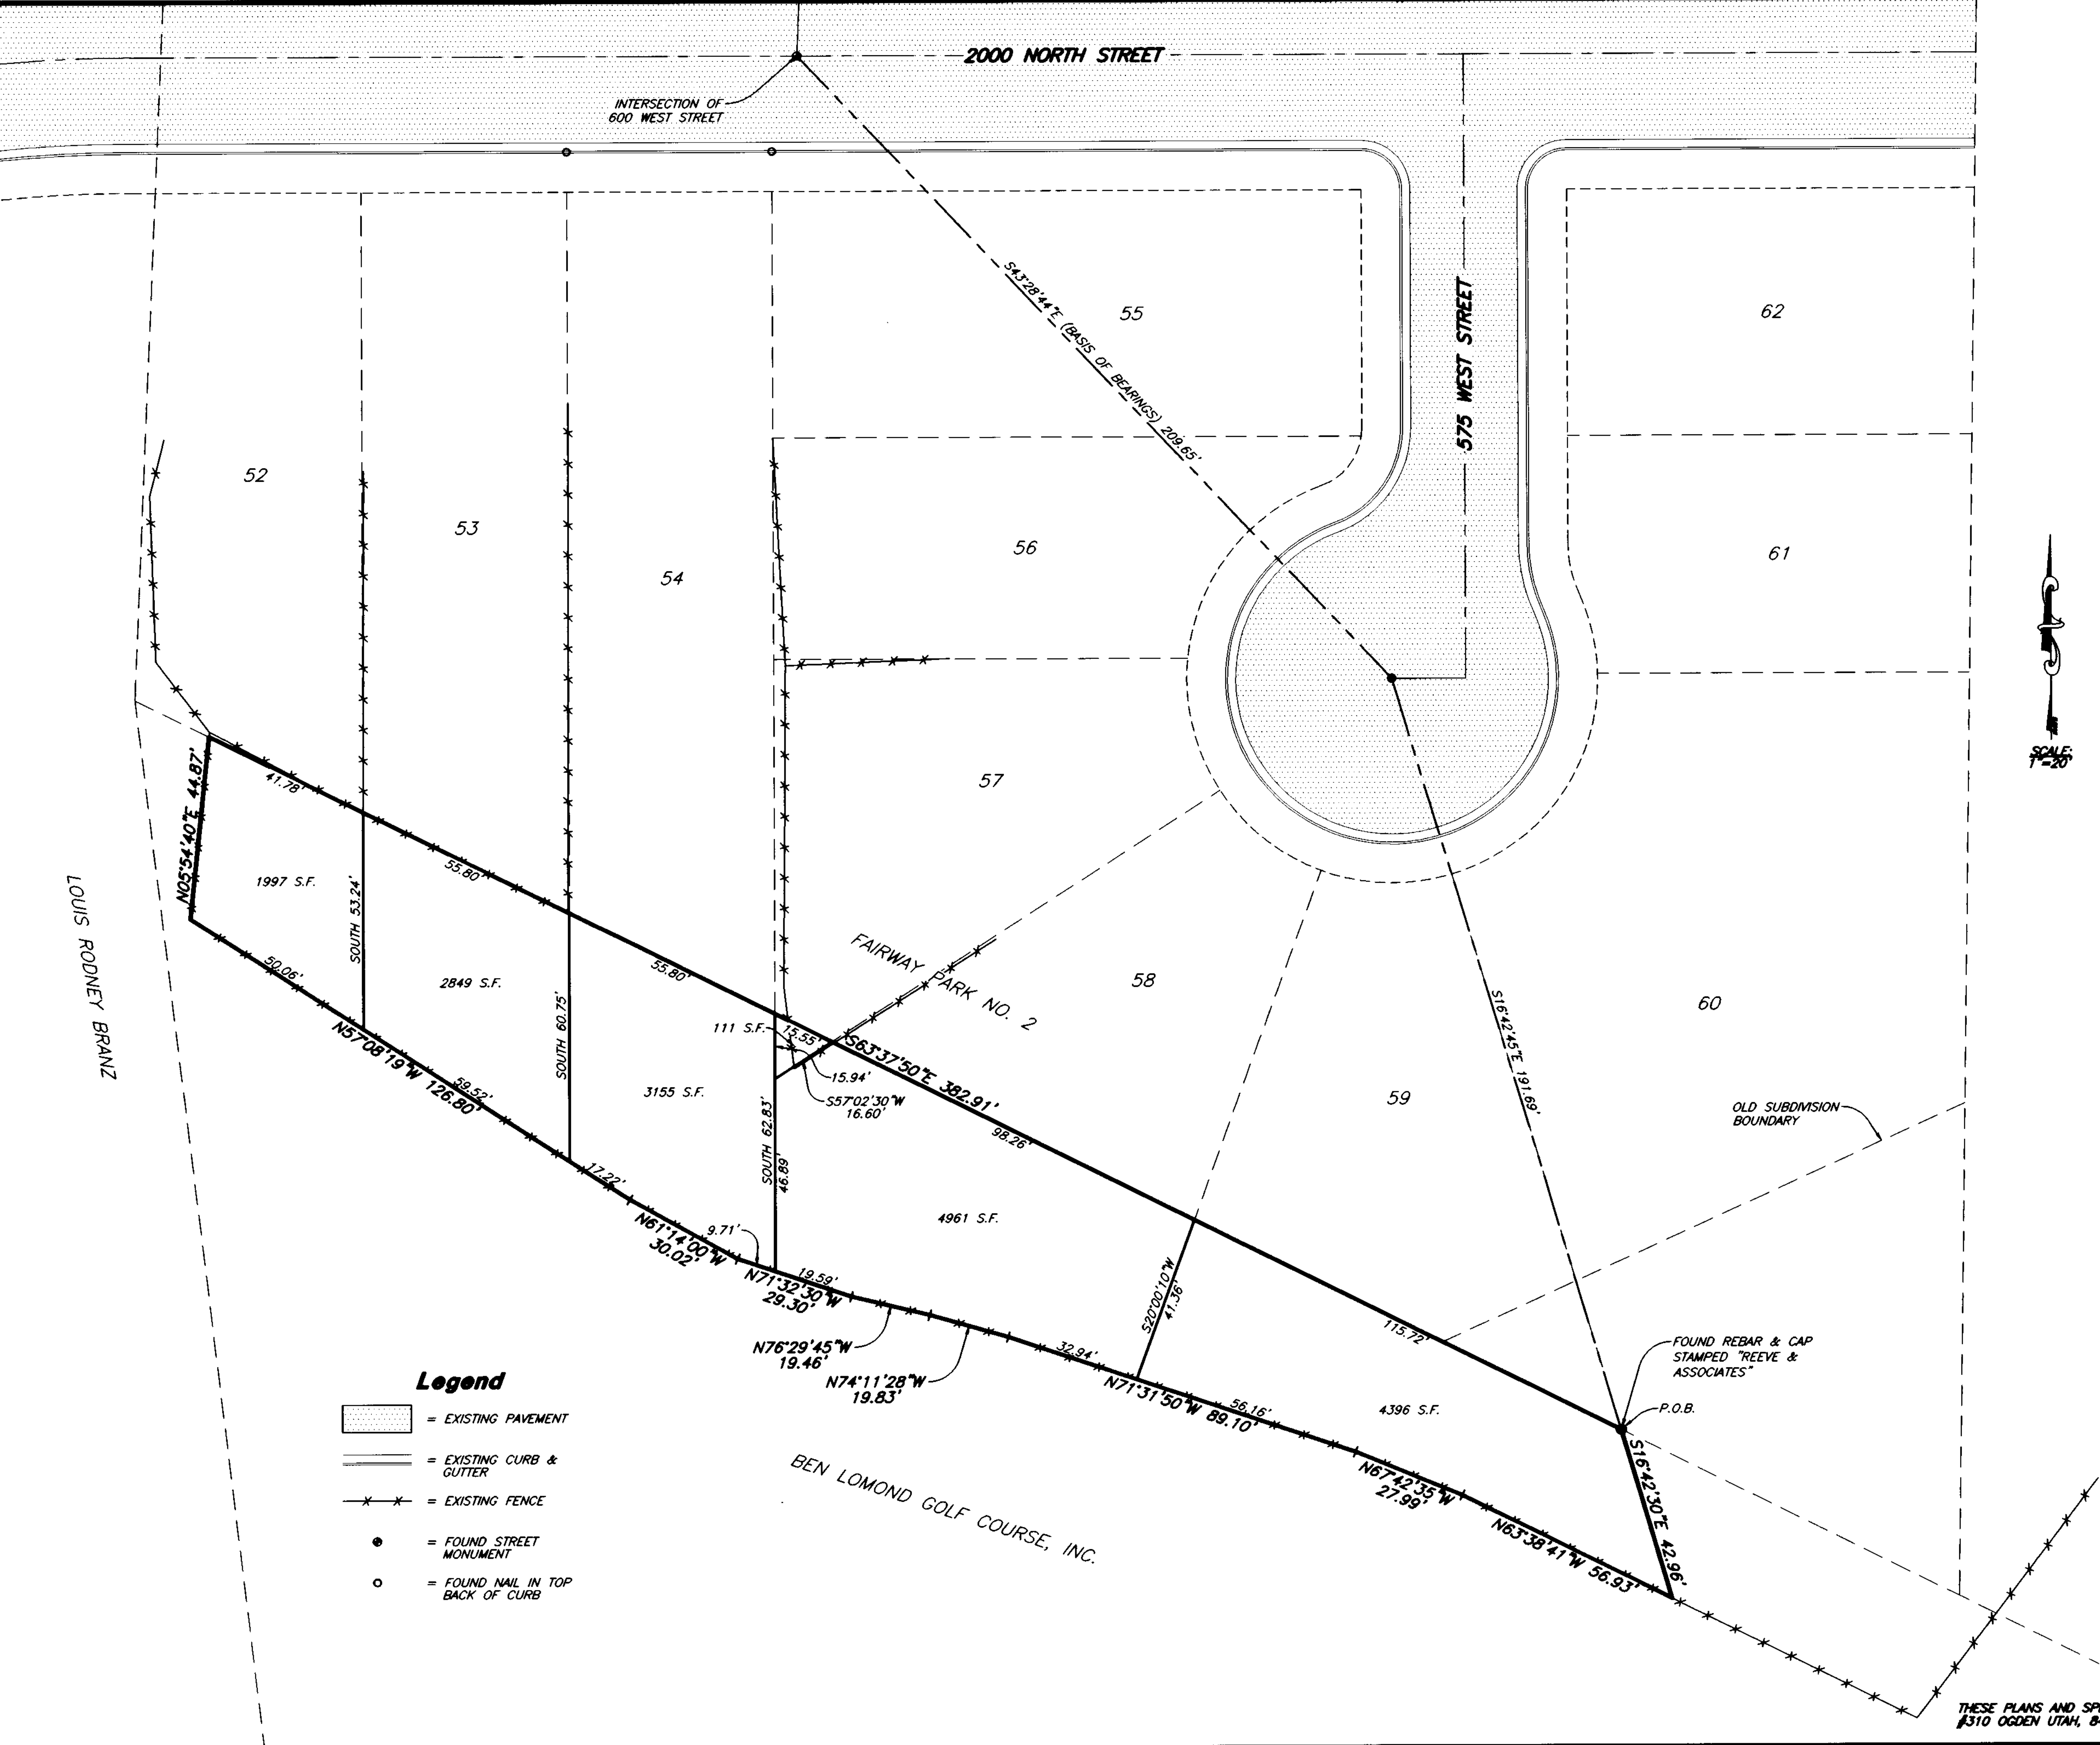 2000 NORTH STREET
INTERSECTION OF
600 WEST STREET
S43°28'44"E (BASIS OF BEARINGS) 209.65'
55
62
575 WEST STREET
52
53
54
56
61
SCALE:
1"=20'
57
N05°54'40"E 44.87'
41.78'
55.80'
1997 S.F.
SOUTH 53.24'
LOUIS RODNEY BRANZ
50.06'
2849 S.F.
55.80'
FAIRWAY PARK NO. 2
58
60
S16°42'45"E 191.69'
N57°08'19"W 126.80'
59.52'
SOUTH 60.75'
111 S.F.
15.55'
S63°37'50"E 382.91'
15.94'
S57°02'30"W
16.60'
3155 S.F.
98.26'
59
OLD SUBDIVISION
BOUNDARY
SOUTH 62.83'
46.89'
17.22'
4961 S.F.
N61°14'00"W
30.02'
9.71'
N71°32'30"W
29.30'
19.59'
S20°00'10"W
41.36'
N76°29'45"W
19.46'
N74°11'28"W
19.83'
32.94'
115.72'
FOUND REBAR & CAP
STAMPED "REEVE &
ASSOCIATES"
P.O.B.
N71°31'50"W 89.10'
56.16'
4396 S.F.
S16°42'30"E 42.96'
N67°42'35"W
27.99'
N63°38'41"W 56.93'
BEN LOMOND GOLF COURSE, INC.
Legend
= EXISTING PAVEMENT
= EXISTING CURB &
GUTTER
= EXISTING FENCE
= FOUND STREET
MONUMENT
= FOUND NAIL IN TOP
BACK OF CURB
THESE PLANS AND
#310 OGDEN UTAH,